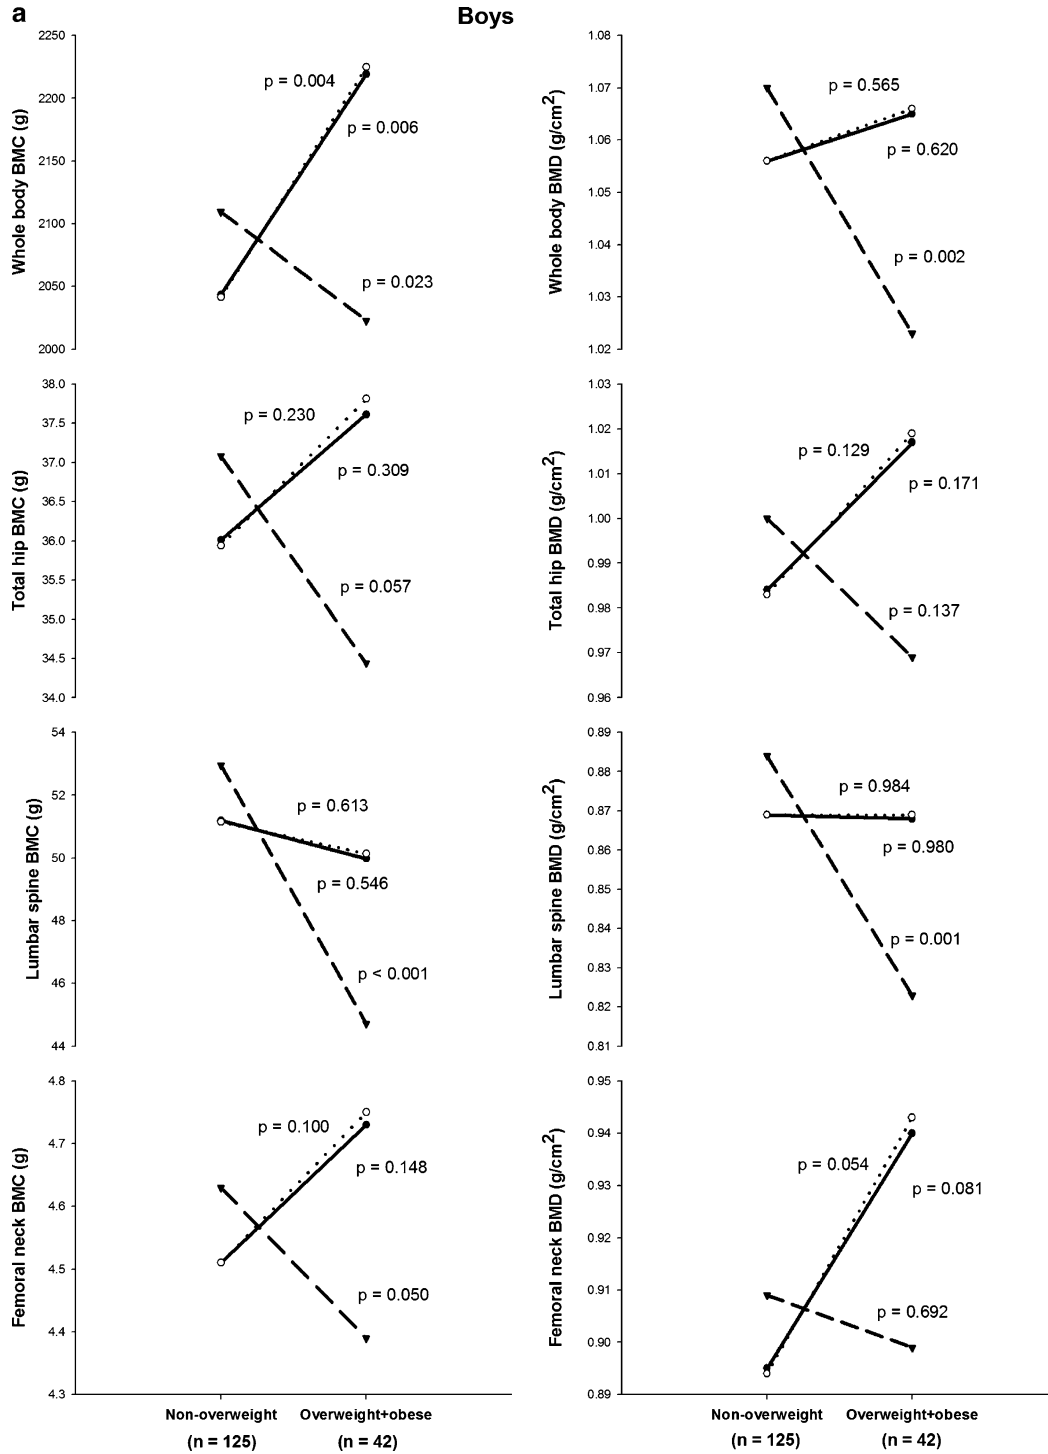 a
Boys
Whole body BMC (g)
2250
2200
2150
2100
2050
2000
p = 0.004
p = 0.006
p = 0.023
Whole body BMD (g/cm2)
1.08
1.07
1.06
1.05
1.04
1.03
1.02
p = 0.565
p = 0.620
p = 0.002
Total hip BMC (g)
38.0
37.5
37.0
36.5
36.0
35.5
35.0
34.5
34.0
p = 0.230
p = 0.309
p = 0.057
Total hip BMD (g/cm2)
1.03
1.02
1.01
1.00
0.99
0.98
0.97
0.96
p = 0.129
p = 0.171
p = 0.137
Lumbar spine BMC (g)
54
52
50
48
46
44
p = 0.613
p = 0.546
p < 0.001
Lumbar spine BMD (g/cm2)
0.89
0.88
0.87
0.86
0.85
0.84
0.83
0.82
0.81
p = 0.984
p = 0.980
p = 0.001
Femoral neck BMC (g)
4.8
4.7
4.6
4.5
4.4
4.3
p = 0.100
p = 0.148
p = 0.050
Femoral neck BMD (g/cm2)
0.95
0.94
0.93
0.92
0.91
0.90
0.89
p = 0.054
p = 0.081
p = 0.692
Non-overweight Overweight+obese
(n = 125) (n = 42)
Non-overweight Overweight+obese
(n = 125) (n = 42)